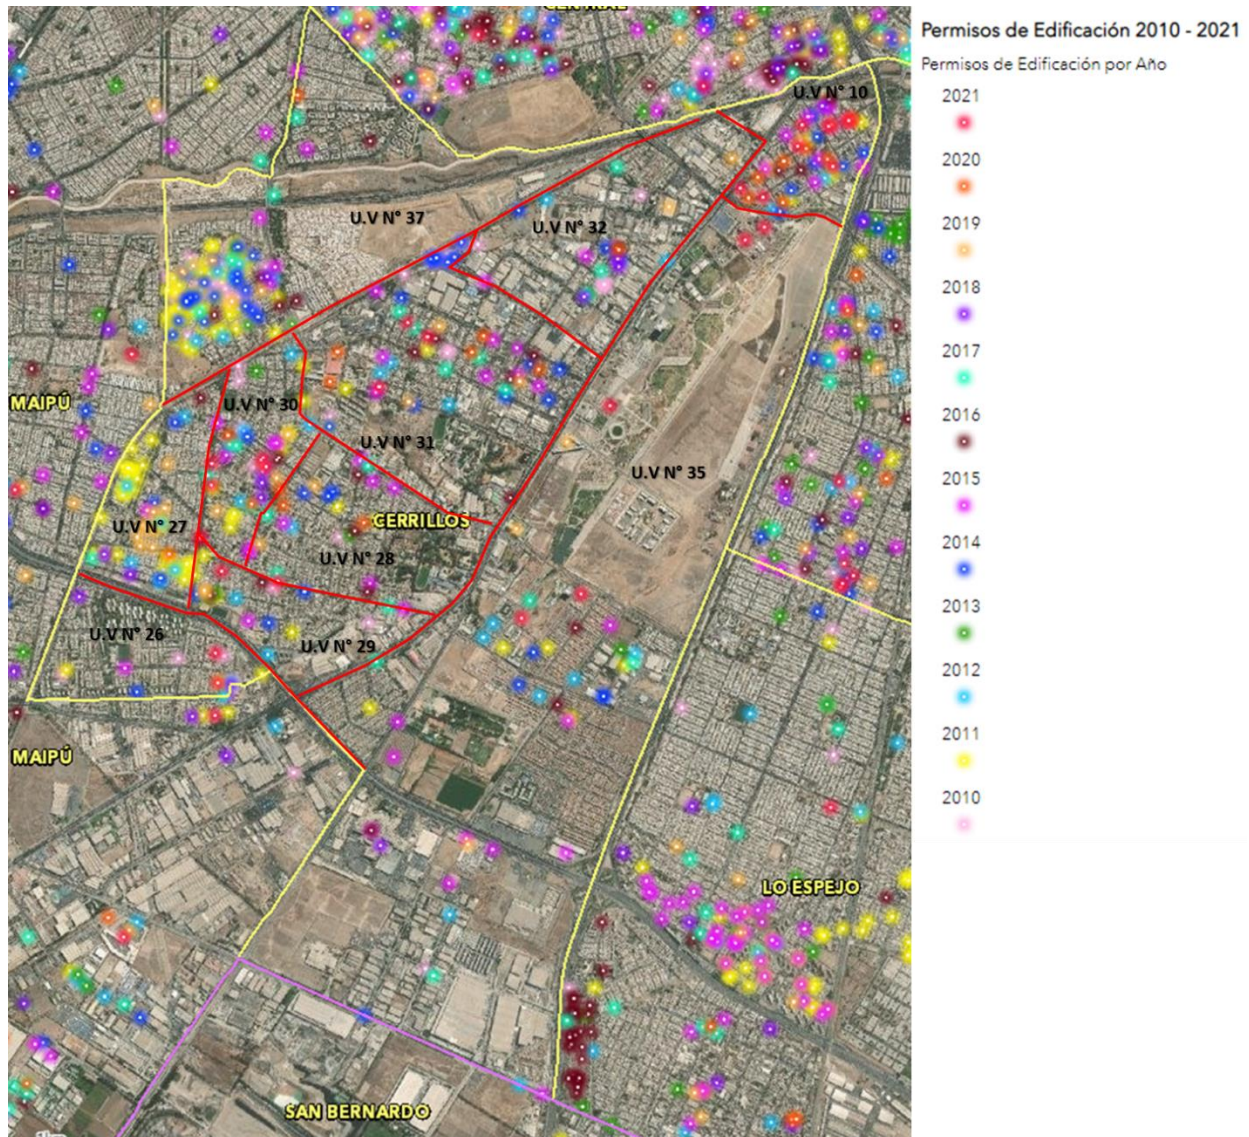 CENTRAL
Permisos de Edificación 2010 - 2021
Permisos de Edificación por Año
2021
2020
2019
2018
2017
2016
2015
2014
2013
2012
2011
2010
U.V N° 10
U.V N° 37
U.V N° 32
MAIPÚ
U.V N° 30
U.V N° 31
U.V N° 35
U.V N° 27
CERRILLOS
U.V N° 28
U.V N° 26
U.V N° 29
MAIPÚ
LO ESPEJO
SAN BERNARDO